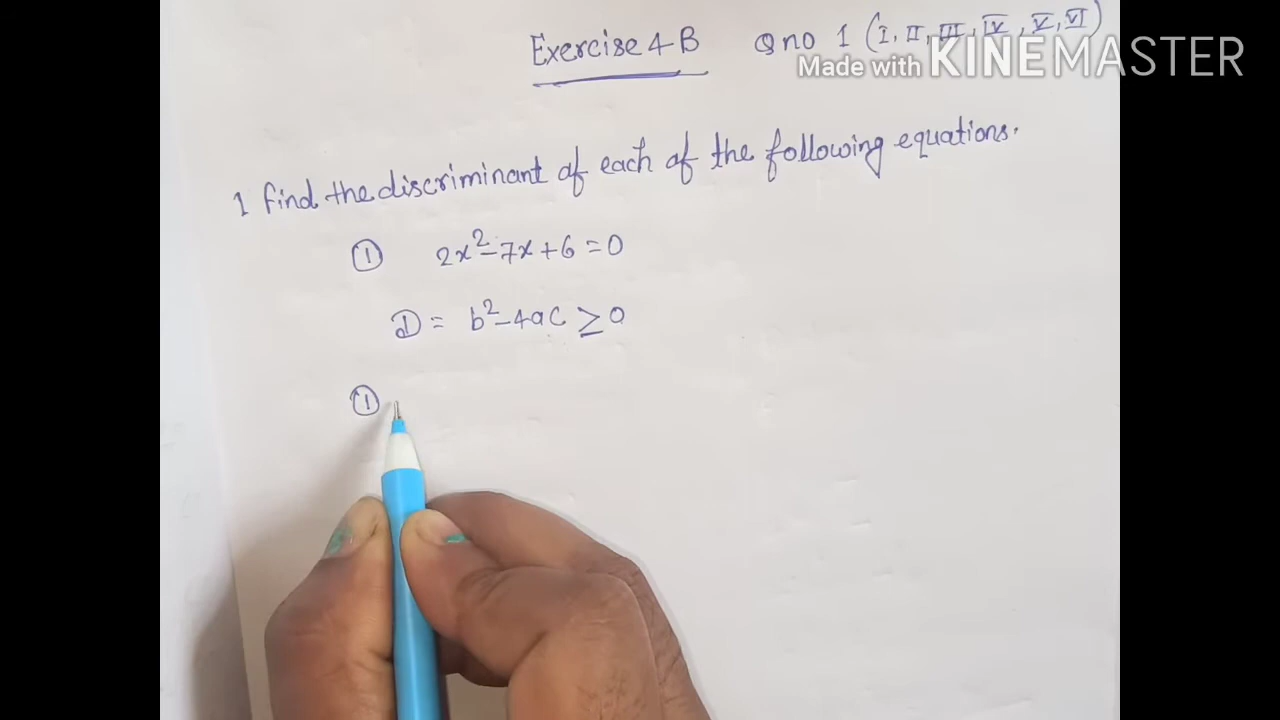 Exercise 4-B Qno 1 (I, II, III, IV, V, VI)
Made with KINEMASTER
1 find the discriminant of each of the following equations.
① 2x²-7x+6=0
D = b²-4ac ≥ 0
①